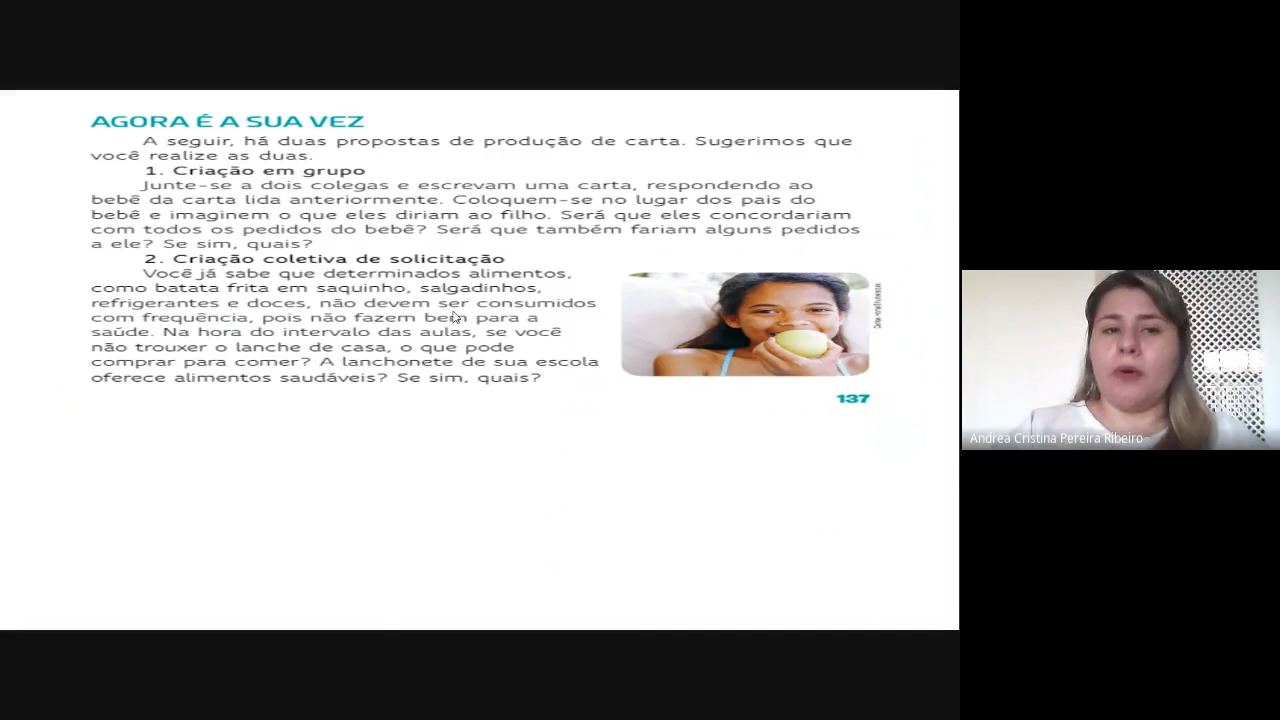 AGORA É A SUA VEZ
A seguir, há duas propostas de produção de carta. Sugerimos que
você realize as duas.
1. Criação em grupo
Junte-se a dois colegas e escrevam uma carta, respondendo ao
bebê da carta lida anteriormente. Coloquem-se no lugar dos pais do
bebê e imaginem o que eles diriam ao filho. Será que eles concordariam
com todos os pedidos do bebê? Será que também fariam alguns pedidos
a ele? Se sim, quais?
2. Criação coletiva de solicitação
Você já sabe que determinados alimentos,
como batata frita em saquinho, salgadinhos,
refrigerantes e doces, não devem ser consumidos
com frequência, pois não fazem bem para a
saúde. Na hora do intervalo das aulas, se você
não trouxer o lanche de casa, o que pode
comprar para comer? A lanchonete de sua escola
oferece alimentos saudáveis? Se sim, quais?
137
Andrea Cristina Pereira Ribeiro